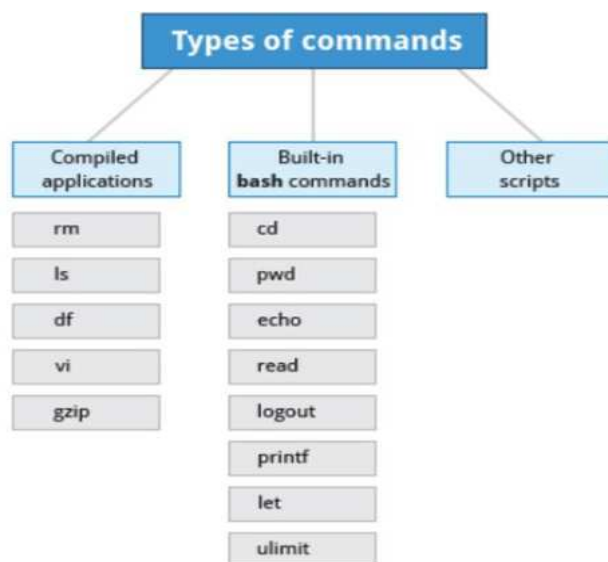 Types of commands
Compiled
applications
rm
ls
df
vi
gzip
Built-in
bash commands
cd
pwd
echo
read
logout
printf
let
ulimit
Other
scripts